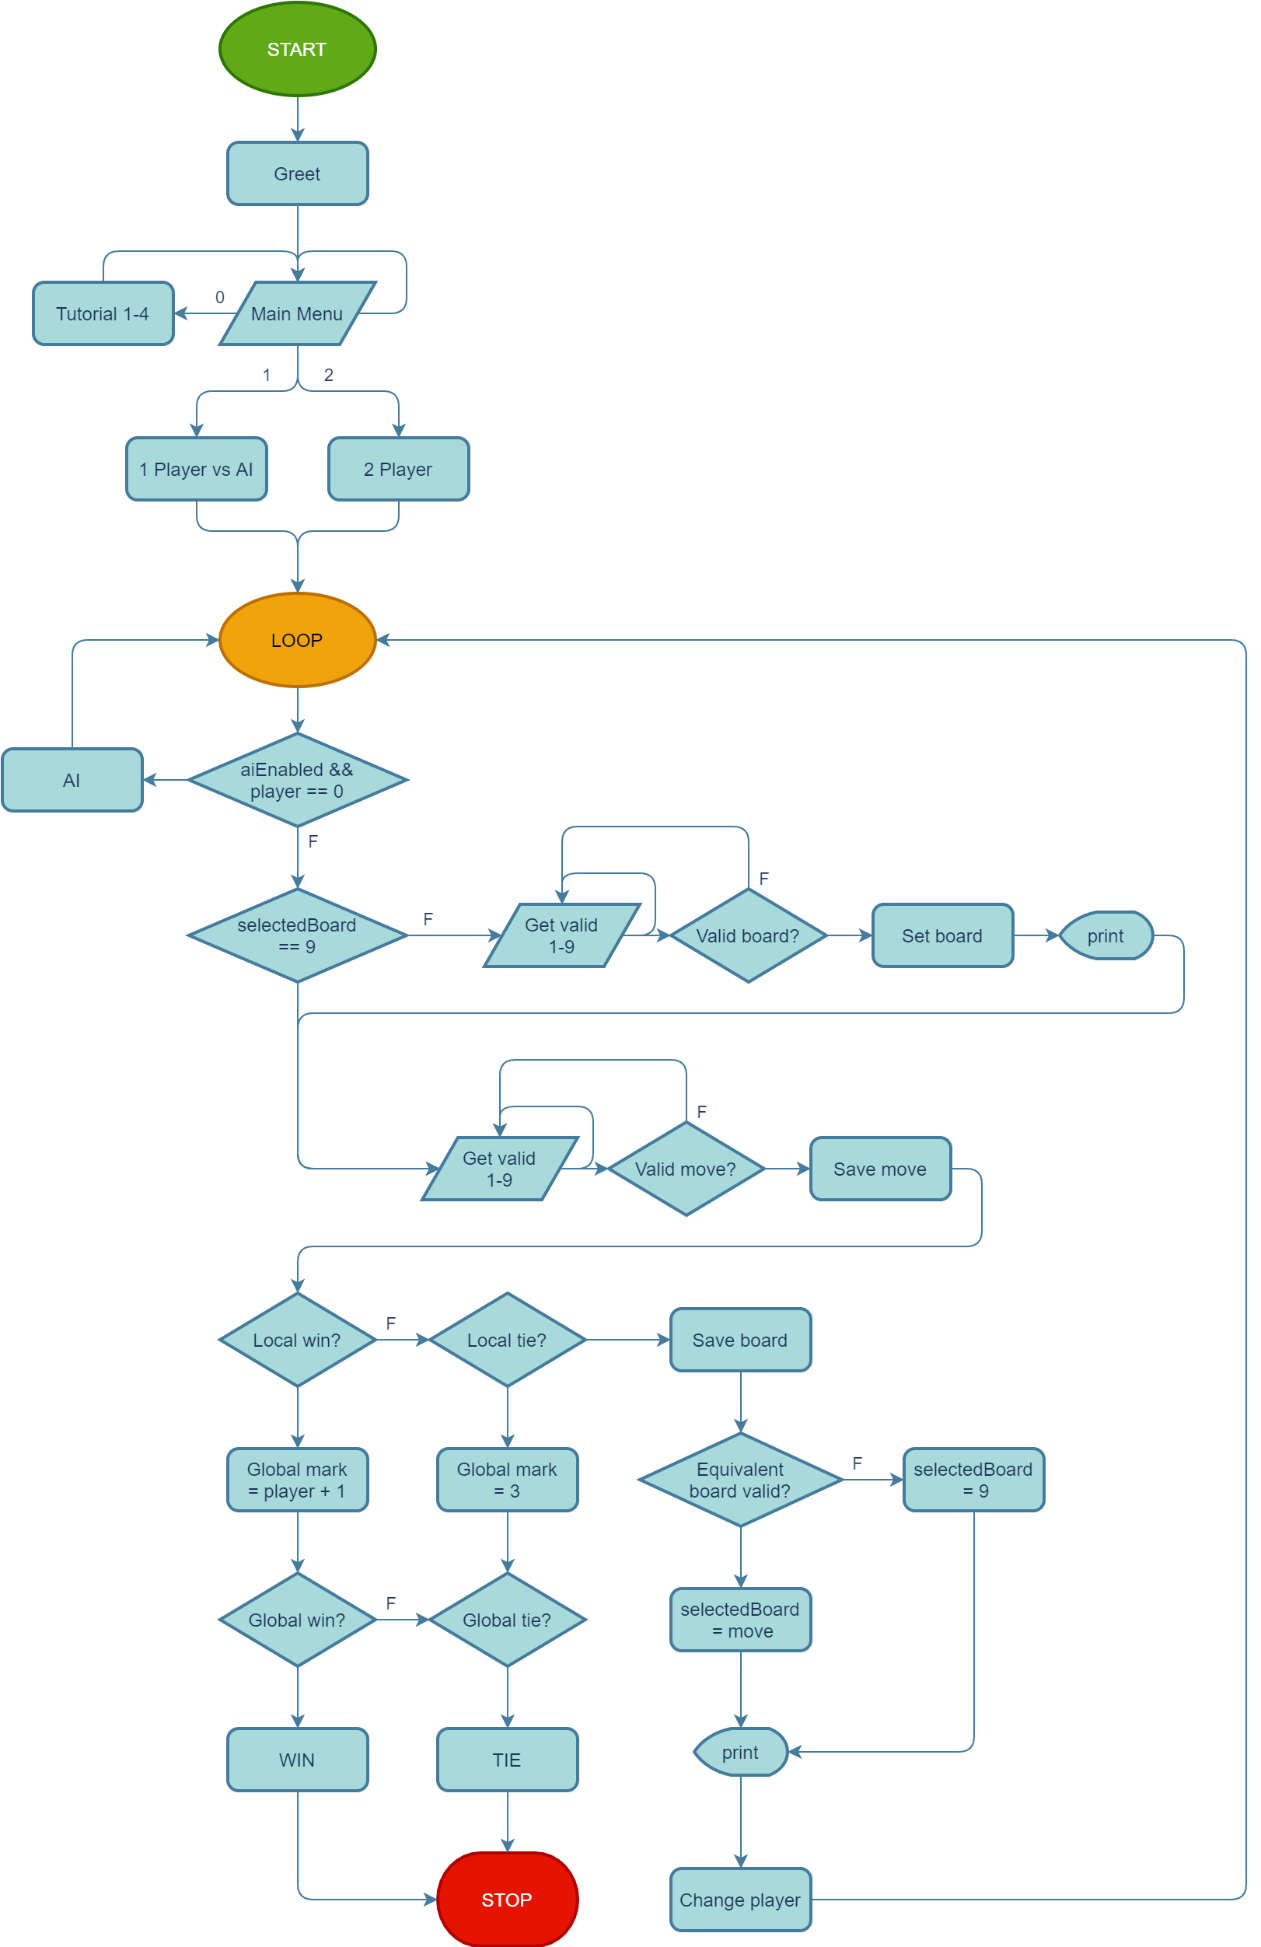 START
Greet
Tutorial 1-4
0
Main Menu
1
2
1 Player vs AI
2 Player
LOOP
AI
aiEnabled &&
player == 0
F
selectedBoard
== 9
F
Get valid
1-9
F
Valid board?
Set board
print
Get valid
1-9
F
Valid move?
Save move
Local win?
F
Local tie?
Save board
Global mark
= player + 1
Global mark
= 3
Equivalent
board valid?
F
selectedBoard
= 9
Global win?
F
Global tie?
selectedBoard
= move
WIN
TIE
print
STOP
Change player